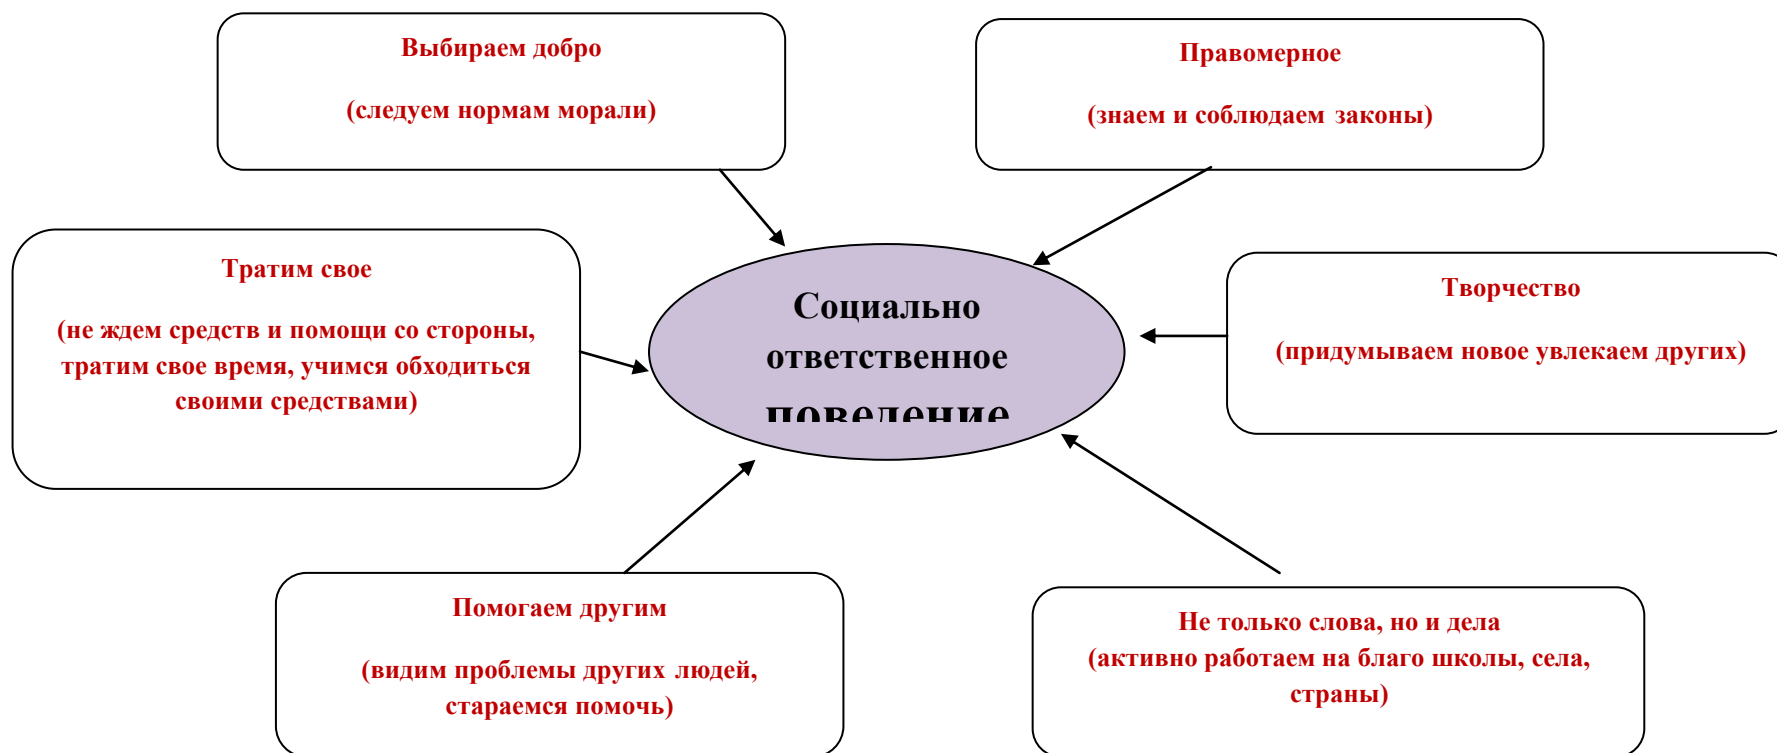 Выбираем добро
(следуем нормам морали)
Правомерное
(знаем и соблюдаем законы)
Тратим свое
(не ждем средств и помощи со стороны,
тратим свое время, учимся обходиться
своими средствами)
Социально
ответственное
поведение
Творчество
(придумываем новое увлекаем других)
Помогаем другим
(видим проблемы других людей,
стараемся помочь)
Не только слова, но и дела
(активно работаем на благо школы, села,
страны)